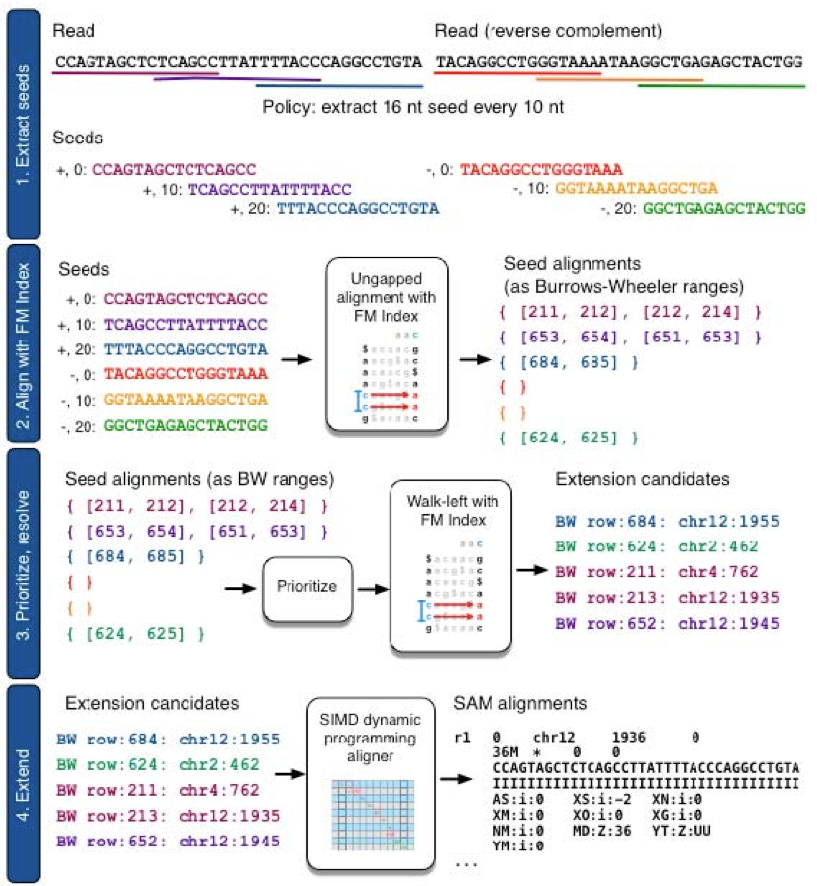 1. Extract seeds
Read
Read (reverse complement)
CCAGTAGCTCTCAGCCTTATTTTACCCAGGCCTGTA
TACAGGCCTGGGTAAAATAAGGCTGAGAGCTACTGG
Policy: extract 16 nt seed every 10 nt
Seeds
+, 0: CCAGTAGCTCTCAGCC
-, 0: TACAGGCCTGGGTAAA
+, 10: TCAGCCTTATTTTACC
-, 10: GGTAAAATAAGGCTGA
+, 20: TTTACCCAGGCCTGTA
-, 20: GGCTGAGAGCTACTGG
2. Align with FM Index
Seeds
+, 0: CCAGTAGCTCTCAGCC
+, 10: TCAGCCTTATTTTACC
+, 20: TTTACCCAGGCCTGTA
-, 0: TACAGGCCTGGGTAAA
-, 10: GGTAAAATAAGGCTGA
-, 20: GGCTGAGAGCTACTGG
Ungapped
alignment with
FM Index
a a c
Seed alignments
(as Burrows-Wheeler ranges)
{ [211, 212], [212, 214] }
{ [653, 654], [651, 653] }
{ [684, 685] }
{ }
{ }
{ [624, 625] }
3. Prioritize, resolve
Seed alignments (as BW ranges)
{ [211, 212], [212, 214] }
{ [653, 654], [651, 653] }
{ [684, 685] }
{ }
{ }
{ [624, 625] }
Prioritize
Walk-left with
FM Index
a a c
Extension candidates
BW row:684: chr12:1955
BW row:624: chr2:462
BW row:211: chr4:762
BW row:213: chr12:1935
BW row:652: chr12:1945
4. Extend
Extension cancidates
BW row:684: chr12:1955
BW row:624: chr2:462
BW row:211: chr4:762
BW row:213: chr12:1935
BW row:652: chr12:1945
SIMD dynamic
programming
aligner
SAM alignments
r1 0 chr12 1936 0
36M * 0 0
CCAGTAGCTCTCAGCCTTATTTTACCCAGGCCTGTA
IIIIIIIIIIIIIIIIIIIIIIIIIIIIIIIIIIII
AS:i:0 XS:i:-2 XN:i:0
XM:i:0 XO:i:0 XG:i:0
NM:i:0 MD:Z:36 YT:Z:UU
YM:i:0
...